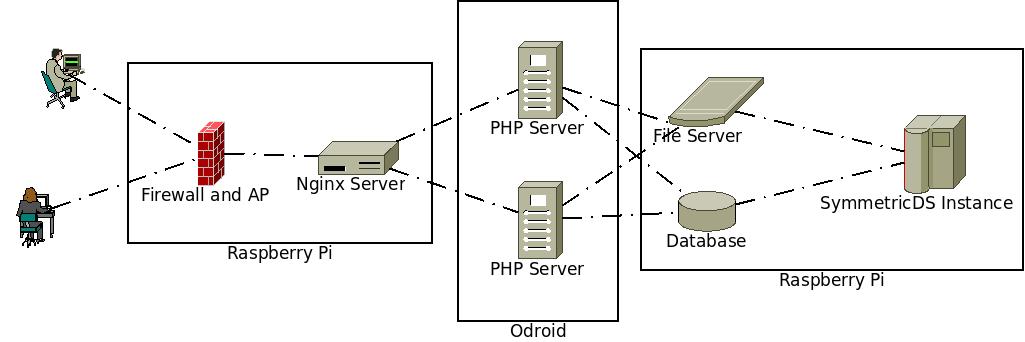 Firewall and AP
Nginx Server
Raspberry Pi
PHP Server
PHP Server
Odroid
File Server
Database
SymmetricDS Instance
Raspberry Pi